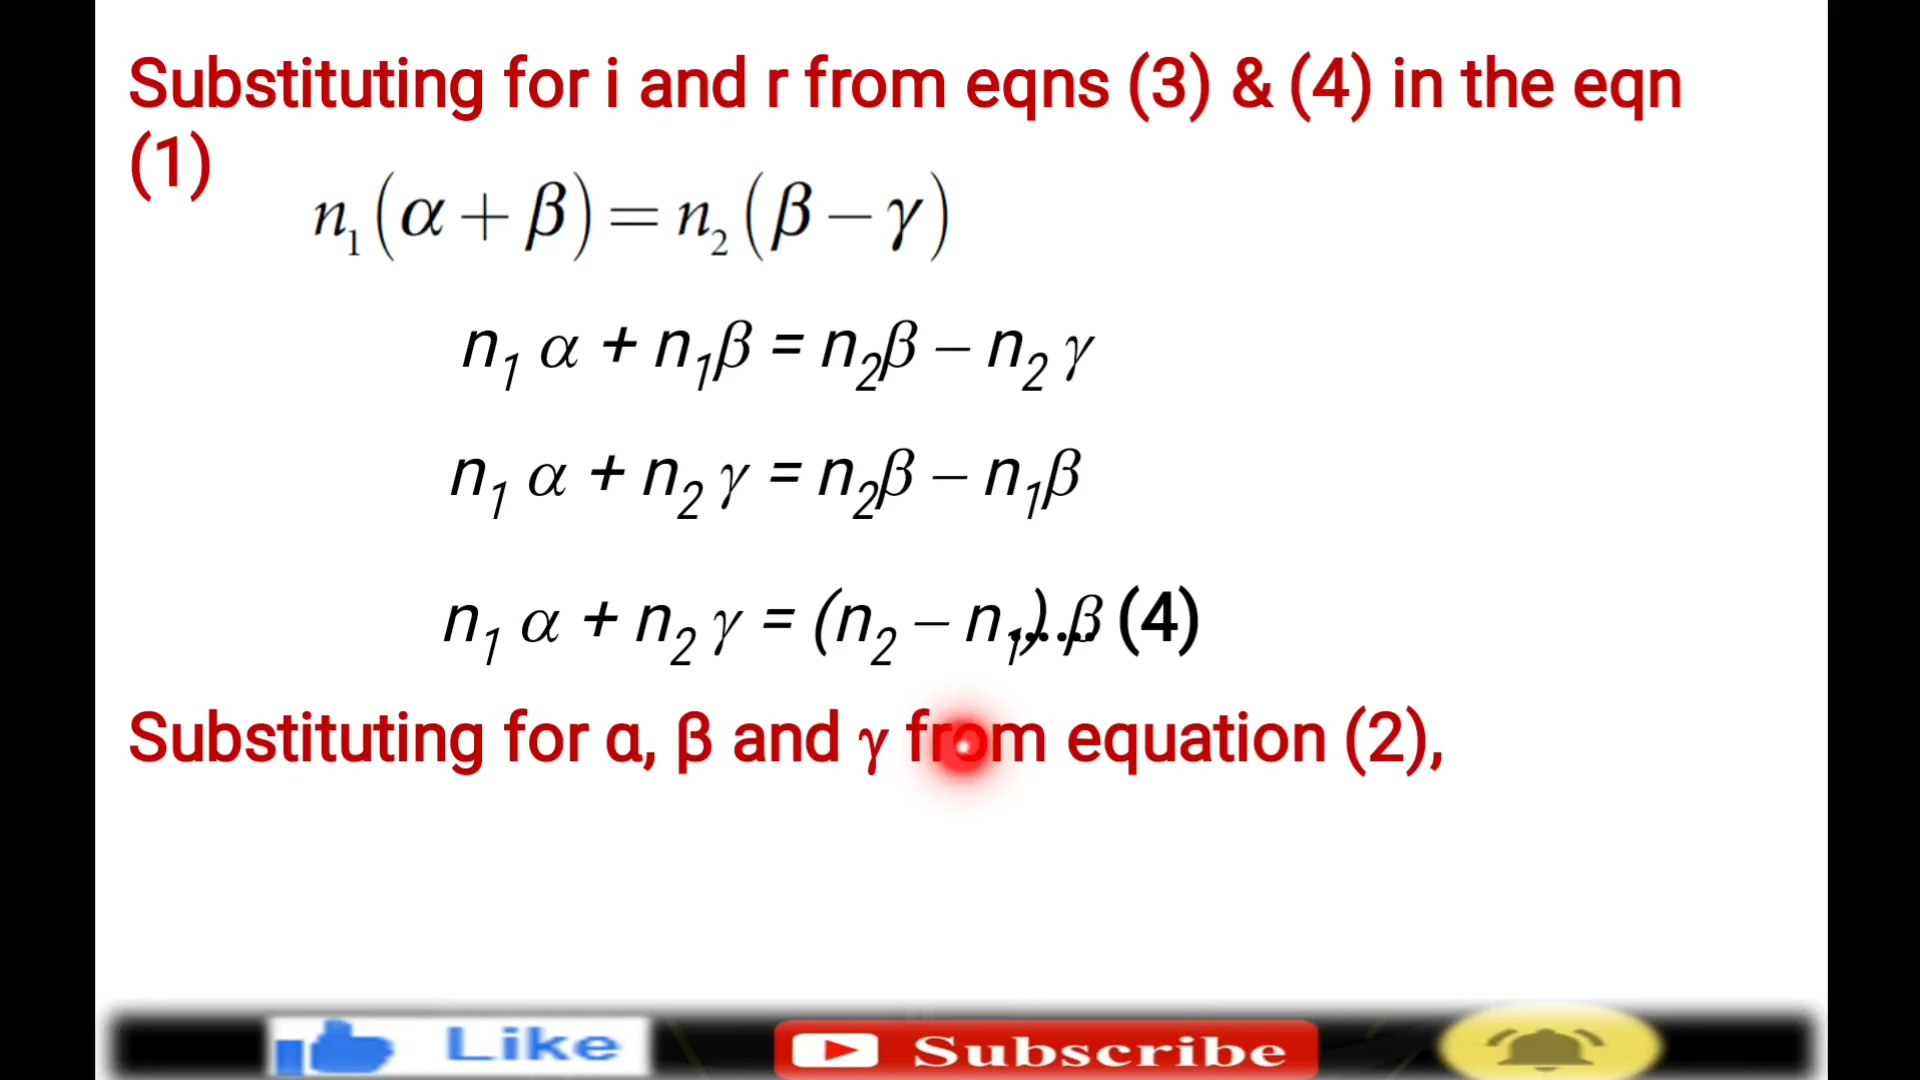 Substituting for i and r from eqns (3) & (4) in the eqn
(1)
n₁(α + β) = n₂(β − γ)
n₁ α + n₁β = n₂β − n₂ γ
n₁ α + n₂ γ = n₂β − n₁β
n₁ α + n₂ γ = (n₂ − n₁) β ...... (4)
Substituting for α, β and γ from equation (2),
Like
Subscribe